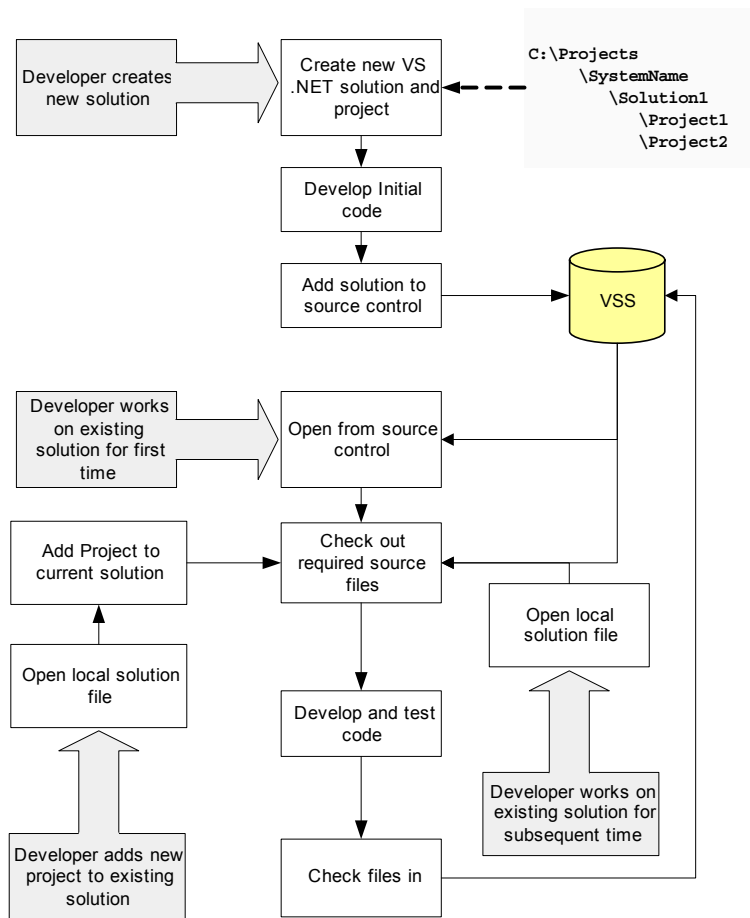 Developer creates
new solution
Create new VS
.NET solution and
project
C:\Projects
\SystemName
\Solution1
\Project1
\Project2
Develop Initial
code
Add solution to
source control
VSS
Developer works
on existing
solution for first
time
Open from source
control
Add Project to
current solution
Check out
required source
files
Open local
solution file
Open local solution
file
Develop and test
code
Developer works on
existing solution for
subsequent time
Developer adds new
project to existing
solution
Check files in